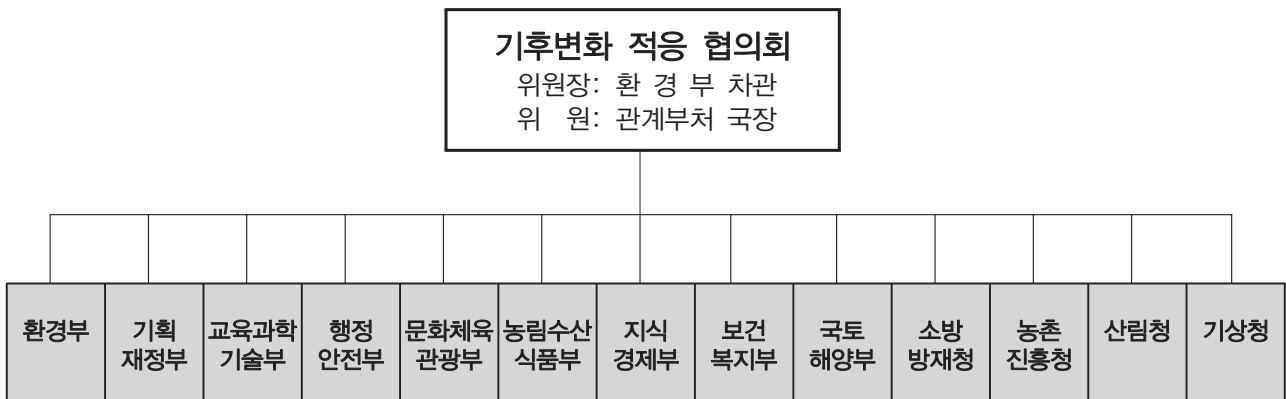 기후변화 적응 협의회
위원장: 환 경 부 차관
위 원: 관계부처 국장
환경부
기획
재정부
교육과학
기술부
행정
안전부
문화체육
관광부
농림수산
식품부
지식
경제부
보건
복지부
국토
해양부
소방
방재청
농촌
진흥청
산림청
기상청